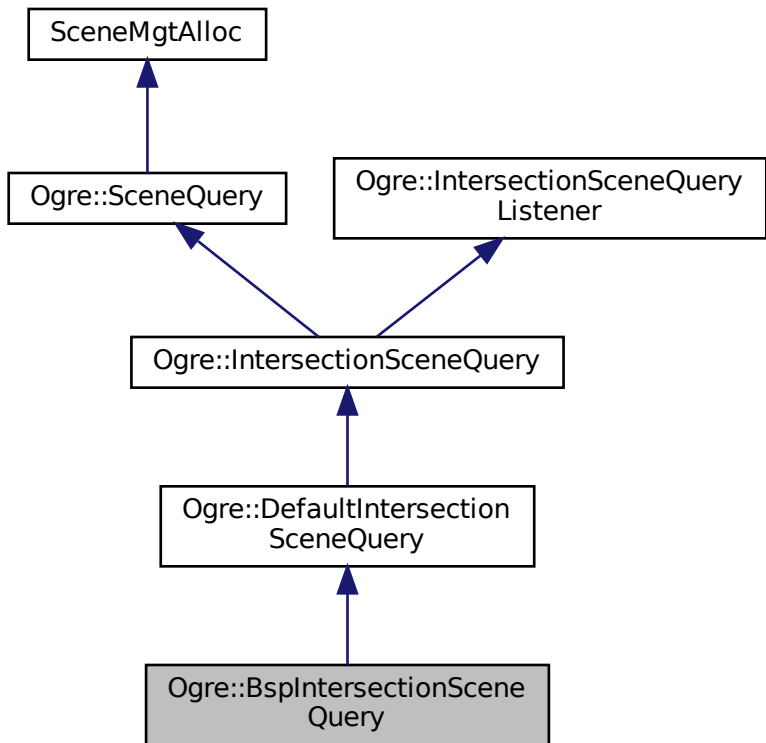 SceneMgtAlloc
Ogre::SceneQuery
Ogre::IntersectionSceneQuery
Listener
Ogre::IntersectionSceneQuery
Ogre::DefaultIntersection
SceneQuery
Ogre::BspIntersectionScene
Query